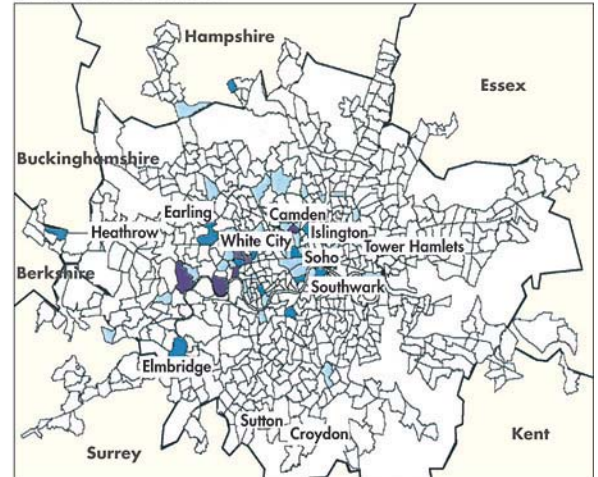 Hampshire
Essex
Buckinghamshire
Earling
Camden
Heathrow
White City
Islington
Tower Hamlets
Soho
Berkshire
Southwark
Elmbridge
Sutton
Croydon
Kent
Surrey